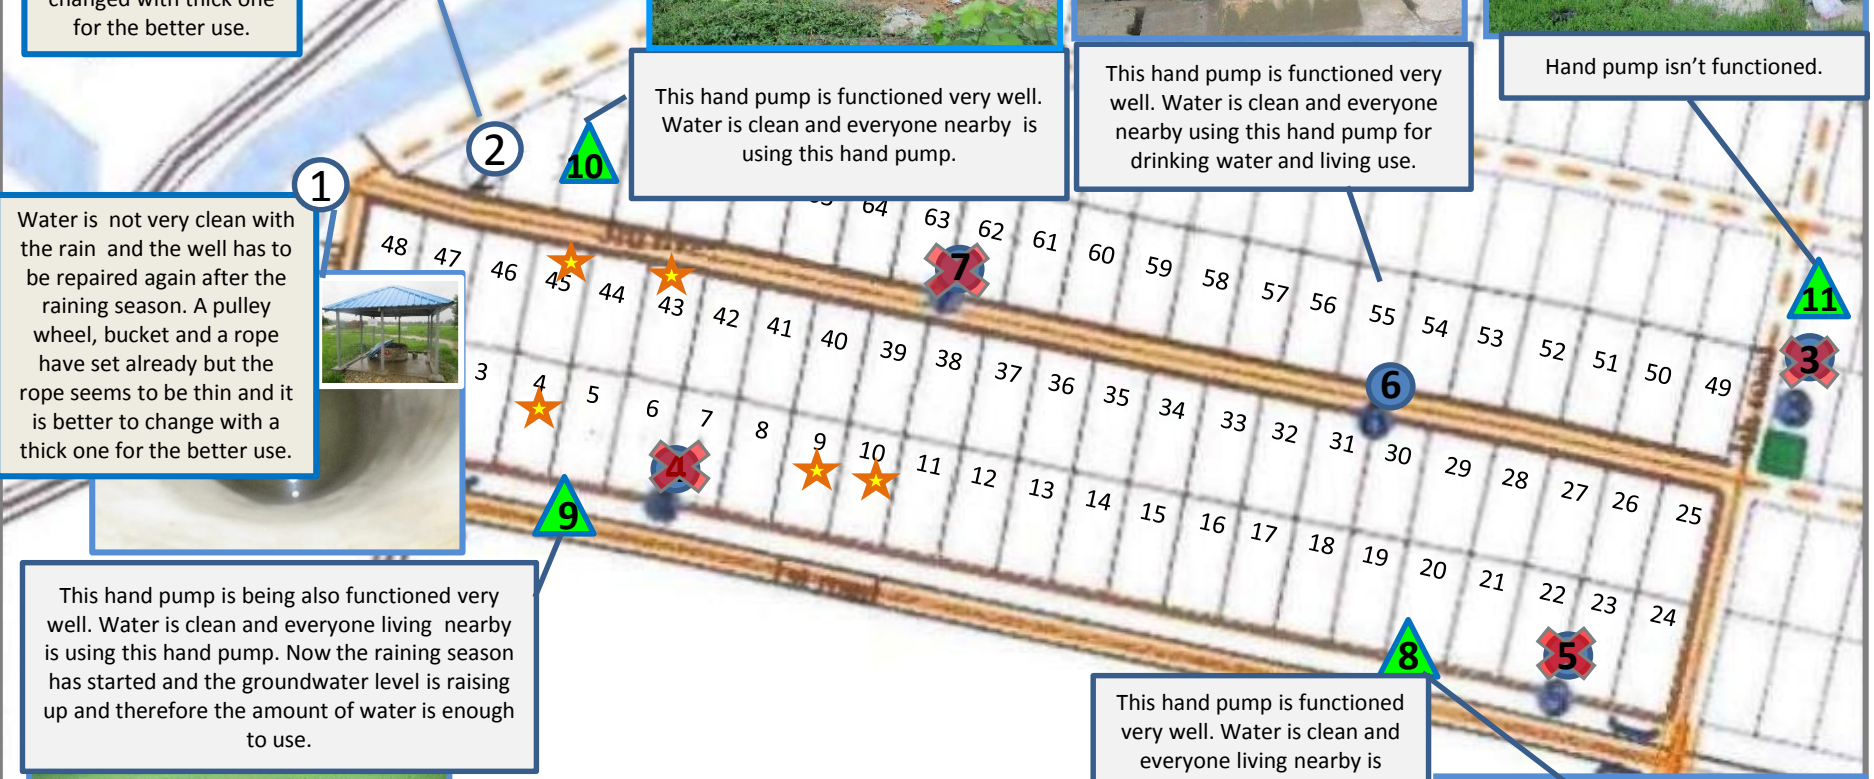 changed with thick one
for the better use.
This hand pump is functioned very well.
Water is clean and everyone nearby is
using this hand pump.
This hand pump is functioned very
well. Water is clean and everyone
nearby using this hand pump for
drinking water and living use.
Hand pump isn't functioned.
1
2
10
Water is not very clean with
the rain and the well has to
be repaired again after the
raining season. A pulley
wheel, bucket and a rope
have set already but the
rope seems to be thin and it
is better to change with a
thick one for the better use.
64 63 62 61 60 59 58 57 56 55 54 53 52 51 50 49
7
6
11
3
48 47 46 45 44 43 42 41 40 39 38 37 36 35 34 33 32 31 30 29 28 27 26 25
3 4 5 6 7 8 9 10 11 12 13 14 15 16 17 18 19 20 21 22 23 24
4
9
8
5
This hand pump is being also functioned very
well. Water is clean and everyone living nearby
is using this hand pump. Now the raining season
has started and the groundwater level is raising
up and therefore the amount of water is enough
to use.
This hand pump is functioned
very well. Water is clean and
everyone living nearby is